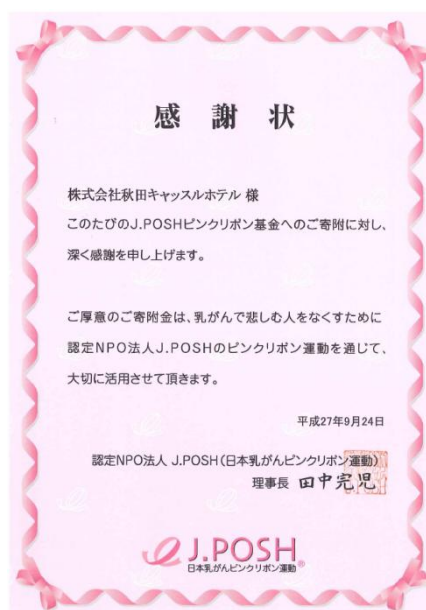 感謝状
株式会社秋田キャッスルホテル 様
このたびのJ.POSHピンクリボン基金へのご寄附に対し、
深く感謝を申し上げます。
ご厚意のご寄附金は、乳がんで悲しむ人をなくすために
認定NPO法人J.POSHのピンクリボン運動を通じて、
大切に活用させて頂きます。
平成27年9月24日
認定NPO法人 J.POSH(日本乳がんピンクリボン運動)
理事長 田中完児
J.POSH®
日本乳がんピンクリボン運動